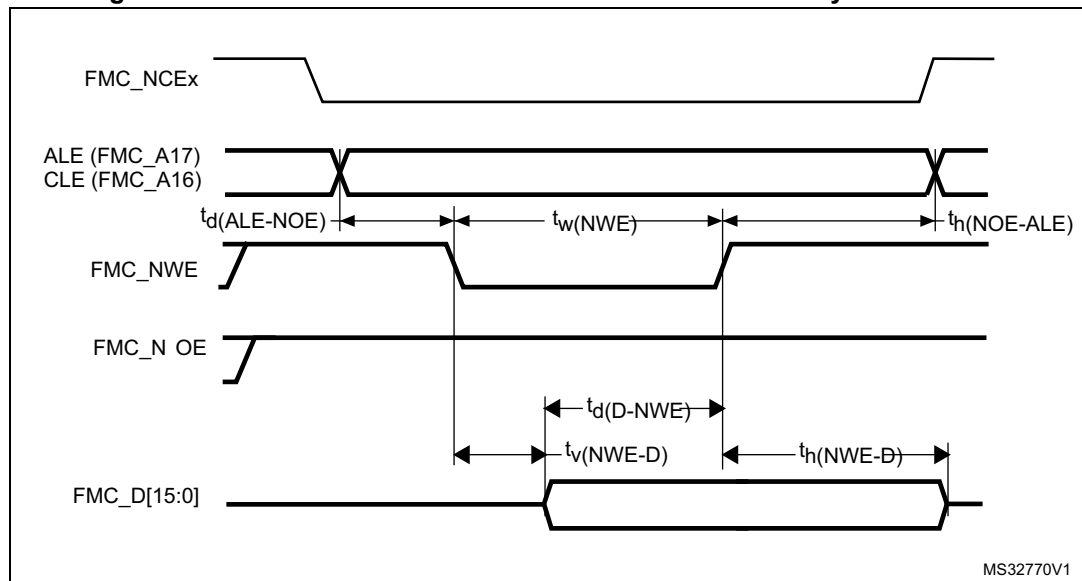 FMC_NCEx
ALE (FMC_A17)
CLE (FMC_A16)
td(ALE-NOE)
tw(NWE)
th(NOE-ALE)
FMC_NWE
FMC_N OE
td(D-NWE)
tv(NWE-D)
th(NWE-D)
FMC_D[15:0]
MS32770V1